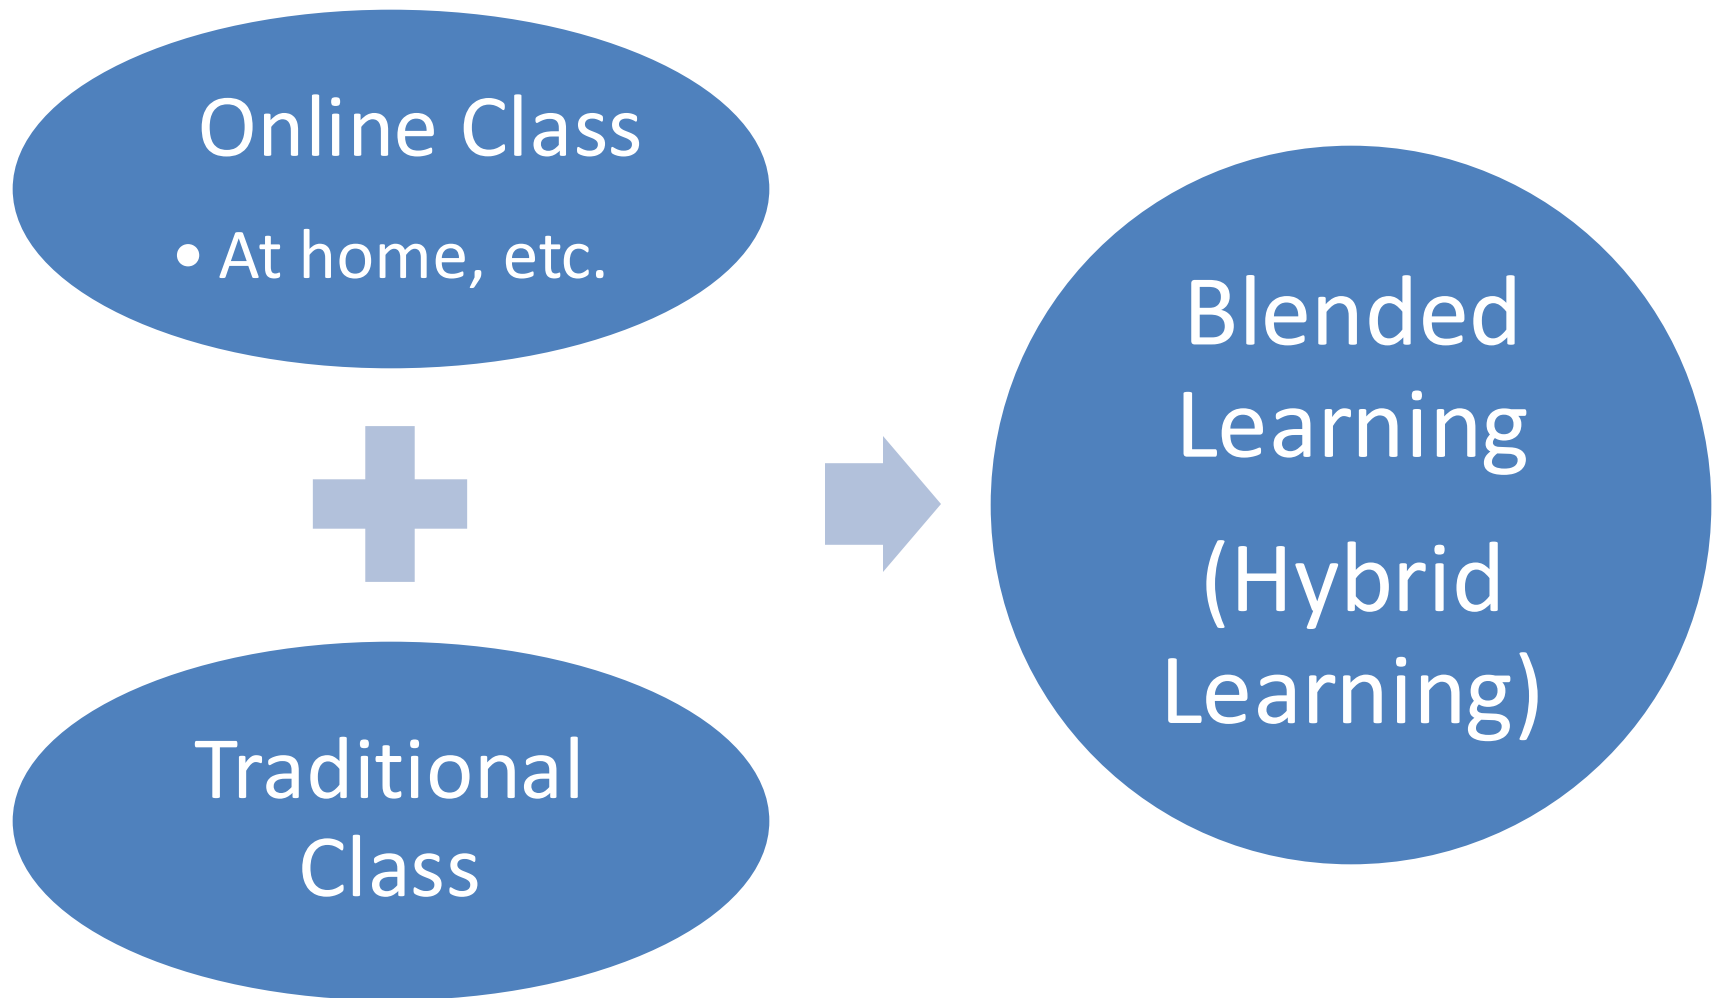 Online Class
• At home, etc.
Traditional
Class
Blended
Learning
(Hybrid
Learning)